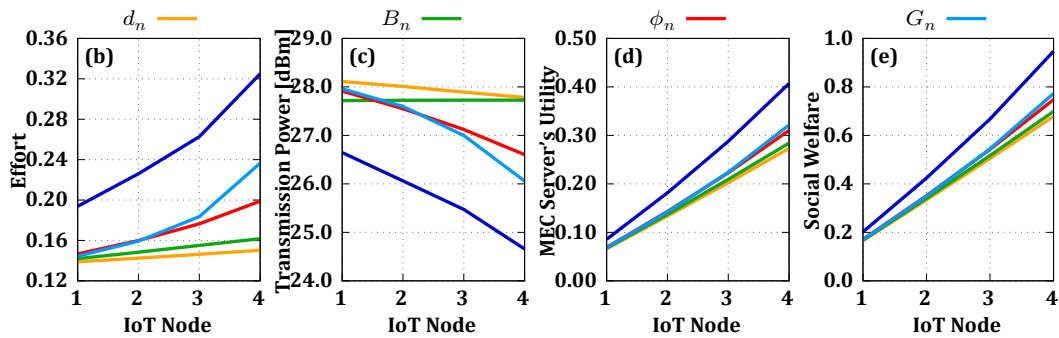 d_n B_n ϕ_n G_n
(b)
Effort
0.36
0.32
0.28
0.24
0.20
0.16
0.12
1 2 3 4
IoT Node
(c)
Transmission Power [dBm]
29.0
28.0
27.0
26.0
25.0
24.0
1 2 3 4
IoT Node
(d)
MEC Server's Utility
0.50
0.40
0.30
0.20
0.10
0.00
1 2 3 4
IoT Node
(e)
Social Welfare
1.0
0.8
0.6
0.4
0.2
0.0
1 2 3 4
IoT Node